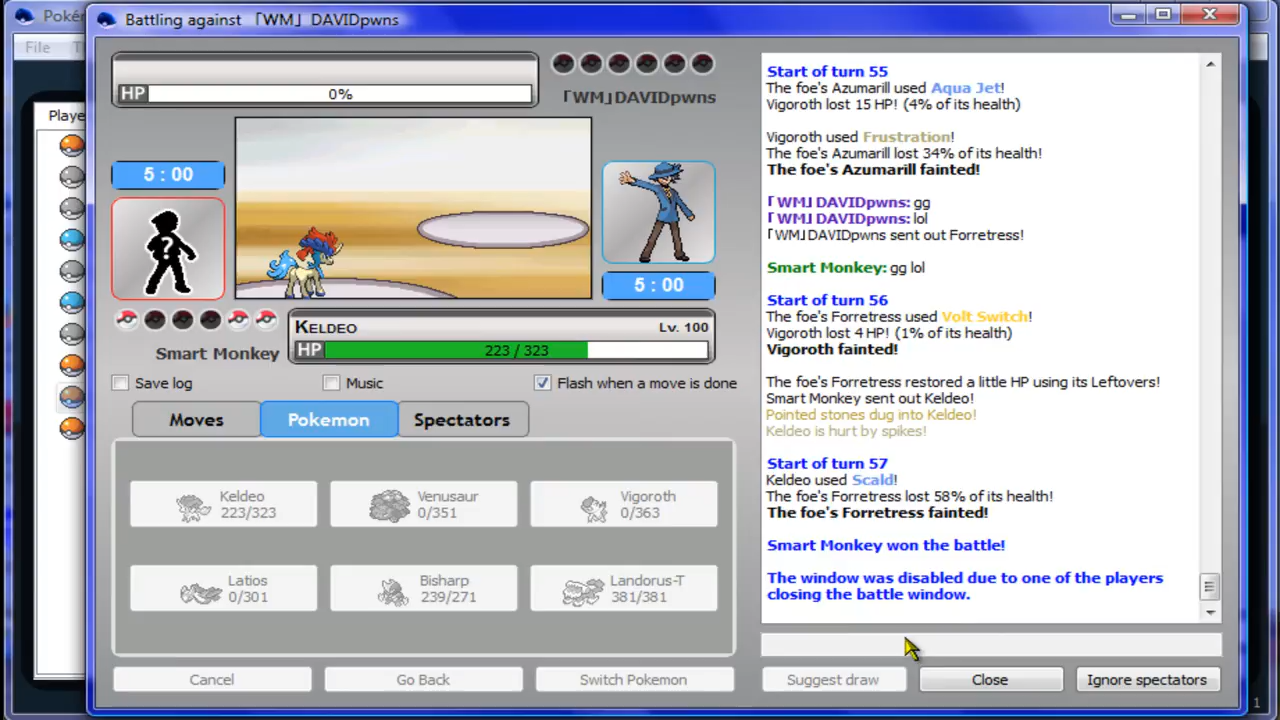 Poké
Battling against 「WM」DAVIDpwns
File T
Playe
HP 0%
「WM」DAVIDpwns
5 : 00
5 : 00
?
KELDEO Lv. 100
HP 223 / 323
Smart Monkey
Save log
Music
Flash when a move is done
Moves
Pokemon
Spectators
Keldeo
223/323
Venusaur
0/351
Vigoroth
0/363
Latios
0/301
Bisharp
239/271
Landorus-T
381/381
Cancel
Go Back
Switch Pokemon
Start of turn 55
The foe's Azumarill used Aqua Jet!
Vigoroth lost 15 HP! (4% of its health)
Vigoroth used Frustration!
The foe's Azumarill lost 34% of its health!
The foe's Azumarill fainted!
「WM」DAVIDpwns: gg
「WM」DAVIDpwns: lol
「WM」DAVIDpwns sent out Forretress!
Smart Monkey: gg lol
Start of turn 56
The foe's Forretress used Volt Switch!
Vigoroth lost 4 HP! (1% of its health)
Vigoroth fainted!
The foe's Forretress restored a little HP using its Leftovers!
Smart Monkey sent out Keldeo!
Pointed stones dug into Keldeo!
Keldeo is hurt by spikes!
Start of turn 57
Keldeo used Scald!
The foe's Forretress lost 58% of its health!
The foe's Forretress fainted!
Smart Monkey won the battle!
The window was disabled due to one of the players
closing the battle window.
Suggest draw
Close
Ignore spectators
1